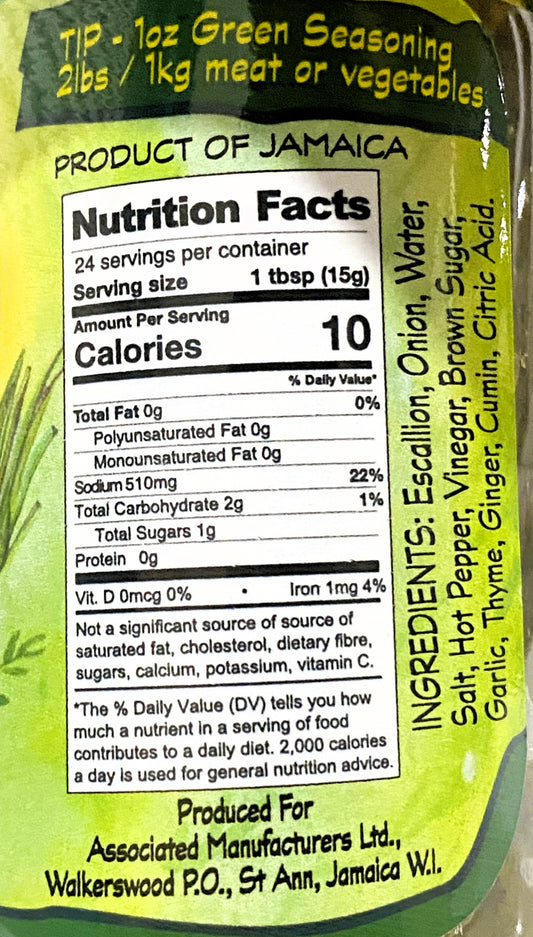 TIP - 1oz Green Seasoning
2lbs / 1kg meat or vegetables
PRODUCT OF JAMAICA
Nutrition Facts
24 servings per container
Serving size 1 tbsp (15g)
Amount Per Serving
Calories 10
% Daily Value*
Total Fat 0g 0%
Polyunsaturated Fat 0g
Monounsaturated Fat 0g
Sodium 510mg 22%
Total Carbohydrate 2g 1%
Total Sugars 1g
Protein 0g
Vit. D 0mcg 0% • Iron 1mg 4%
Not a significant source of source of
saturated fat, cholesterol, dietary fibre,
sugars, calcium, potassium, vitamin C.
*The % Daily Value (DV) tells you how
much a nutrient in a serving of food
contributes to a daily diet. 2,000 calories
a day is used for general nutrition advice.
INGREDIENTS: Escallion, Onion, Water,
Salt, Hot Pepper, Vinegar, Brown Sugar,
Garlic, Thyme, Ginger, Cumin, Citric Acid.
Produced For
Associated Manufacturers Ltd.,
Walkerswood P.O., St Ann, Jamaica W.I.